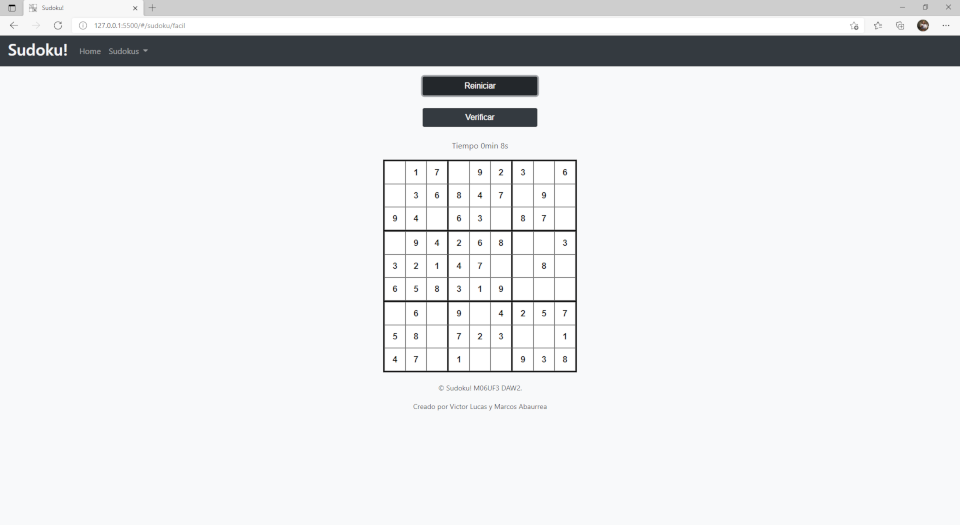 Sudoku!
127.0.0.1:5500/#/sudoku/facil
Sudoku! Home Sudokus
Reiniciar
Verificar
Tiempo 0min 8s
1 7 9 2 3 6
3 6 8 4 7 9
9 4 6 3 8 7
9 4 2 6 8 3
3 2 1 4 7 8
6 5 8 3 1 9
6 9 4 2 5 7
5 8 7 2 3 1
4 7 1 9 3 8
© Sudoku! M06UF3 DAW2.
Creado por Victor Lucas y Marcos Abaurrea